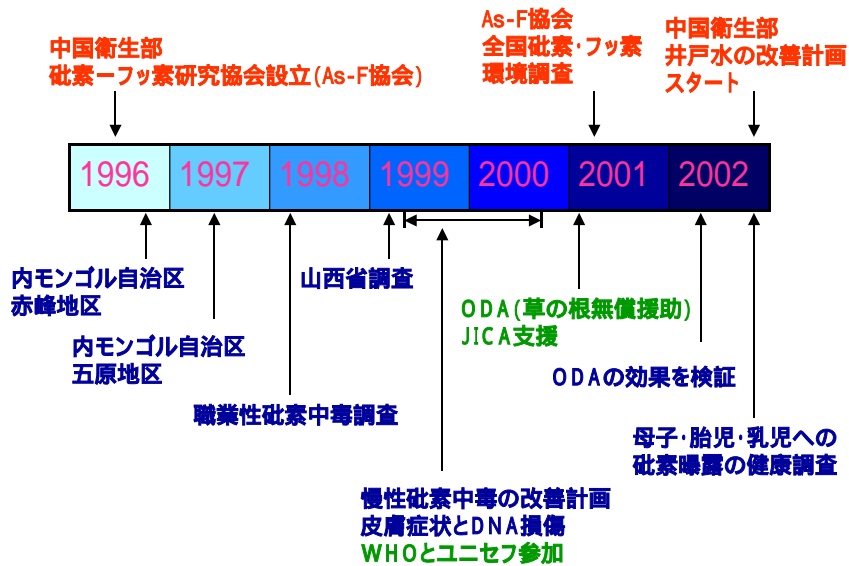 中国衛生部
砒素ーフッ素研究協会設立(As-F協会)
As-F協会
全国砒素･フッ素
環境調査
中国衛生部
井戸水の改善計画
スタート
1996 1997 1998 1999 2000 2001 2002
内モンゴル自治区
赤峰地区
内モンゴル自治区
五原地区
職業性砒素中毒調査
山西省調査
慢性砒素中毒の改善計画
皮膚症状とDNA損傷
WHOとユニセフ参加
ODA(草の根無償援助)
JICA支援
ODAの効果を検証
母子･胎児･乳児への
砒素曝露の健康調査